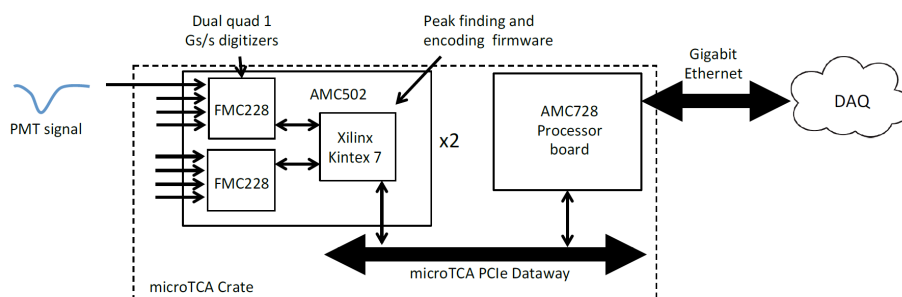 Dual quad 1
Gs/s digitizers
Peak finding and
encoding firmware
Gigabit
Ethernet
PMT signal
FMC228
AMC502
Xilinx
Kintex 7
x2
AMC728
Processor
board
DAQ
FMC228
microTCA PCIe Dataway
microTCA Crate